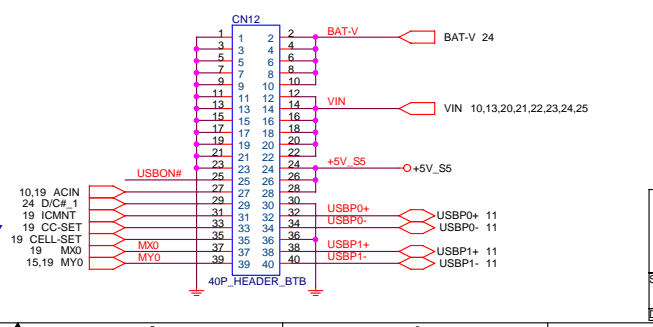 CN12
1 1 2 2 BAT-V BAT-V 24
3 3 4 4
5 5 6 6
7 7 8 8
9 9 10 10
11 11 12 12
13 13 14 14 VIN VIN 10,13,20,21,22,23,24,25
15 15 16 16
17 17 18 18
19 19 20 20
21 21 22 22
23 23 24 24 +5V_S5 +5V_S5
USBON# 25 25 26 26
10,19 ACIN 27 27 28 28
24 D/C#_1 29 29 30 30
19 ICMNT 31 31 32 32 USBP0+ USBP0+ 11
19 CC-SET 33 33 34 34 USBP0- USBP0- 11
19 CELL-SET 35 35 36 36
19 MX0 MX0 37 37 38 38 USBP1+ USBP1+ 11
15,19 MY0 MY0 39 39 40 40 USBP1- USBP1- 11
40P_HEADER_BTB